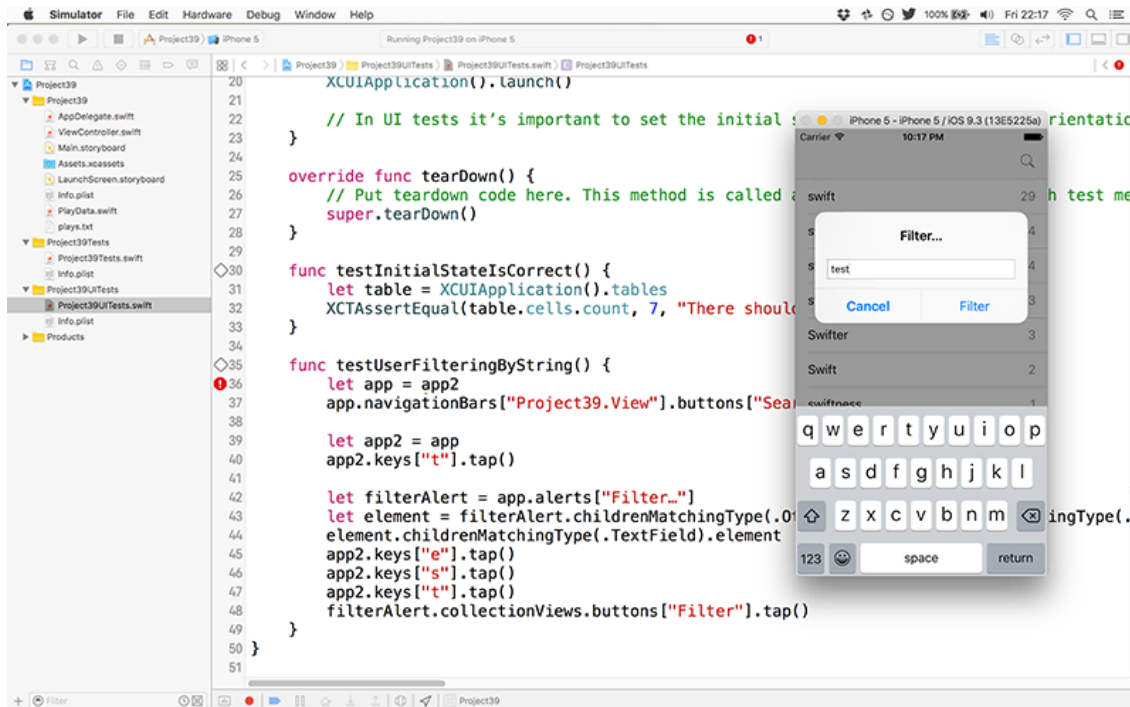 Simulator File Edit Hardware Debug Window Help 100% Fri 22:17
Project39 iPhone 5 Running Project39 on iPhone 5 1
Project39 Project39UITests Project39UITests.swift Project39UITests
Project39
Project39
AppDelegate.swift
ViewController.swift
Main.storyboard
Assets.xcassets
LaunchScreen.storyboard
Info.plist
PlayData.swift
plays.txt
Project39Tests
Project39Tests.swift
Info.plist
Project39UITests
Project39UITests.swift
Info.plist
Products
20 XCUIApplication().launch()
21
22 // In UI tests it's important to set the initial s rientatio
23 }
24
25 override func tearDown() {
26 // Put teardown code here. This method is called a h test me
27 super.tearDown()
28 }
29
30 func testInitialStateIsCorrect() {
31 let table = XCUIApplication().tables
32 XCTAssertEqual(table.cells.count, 7, "There shoul
33 }
34
35 func testUserFilteringByString() {
36 let app = app2
37 app.navigationBars["Project39.View"].buttons["Sea
38
39 let app2 = app
40 app2.keys["t"].tap()
41
42 let filterAlert = app.alerts["Filter…"]
43 let element = filterAlert.childrenMatchingType(.Ot ingType(.
44 element.childrenMatchingType(.TextField).element
45 app2.keys["e"].tap()
46 app2.keys["s"].tap()
47 app2.keys["t"].tap()
48 filterAlert.collectionViews.buttons["Filter"].tap()
49 }
50 }
51
iPhone 5 - iPhone 5 / iOS 9.3 (13E5225a)
Carrier 10:17 PM
swift 29
s 4
s 4
s 3
Filter...
test
Cancel Filter
Swifter 3
Swift 2
swiftness 1
q w e r t y u i o p
a s d f g h j k l
z x c v b n m
123 space return
Filter Project39